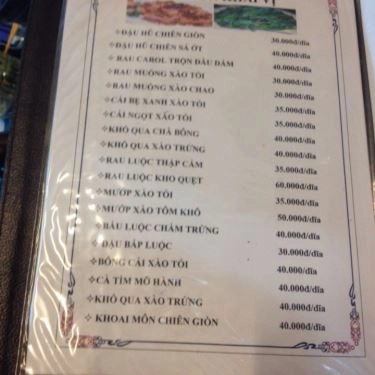 ĐẬU HŨ CHIÊN GIÒN 30.000đ/dĩa
ĐẬU HŨ CHIÊN SẢ ỚT 40.000đ/dĩa
RAU CAROL TRỘN DẦU DẤM 40.000đ/dĩa
RAU MUỐNG XÀO TỎI 30.000đ/dĩa
RAU MUỐNG XÀO CHAO 30.000đ/dĩa
CẢI BẸ XANH XÀO TỎI 35.000đ/dĩa
CẢI NGỌT XÀO TỎI 35.000đ/dĩa
KHỔ QUA CHÀ BÔNG 40.000đ/dĩa
KHỔ QUA XÀO TRỨNG 40.000đ/dĩa
RAU LUỘC THẬP CẨM 35.000đ/dĩa
RAU LUỘC KHO QUẸT 60.000đ/dĩa
MƯỚP XÀO TỎI 35.000đ/dĩa
MƯỚP XÀO TÔM KHÔ 50.000đ/dĩa
BẦU LUỘC CHẤM TRỨNG 40.000đ/dĩa
ĐẬU BẮP LUỘC 30.000đ/dĩa
BÔNG CẢI XÀO TỎI 40.000/dĩa
CÀ TÍM MỠ HÀNH 40.000đ/dĩa
KHỔ QUA XÀO TRỨNG 40.000đ/dĩa
KHOAI MÔN CHIÊN GIÒN 40.000đ/dĩa